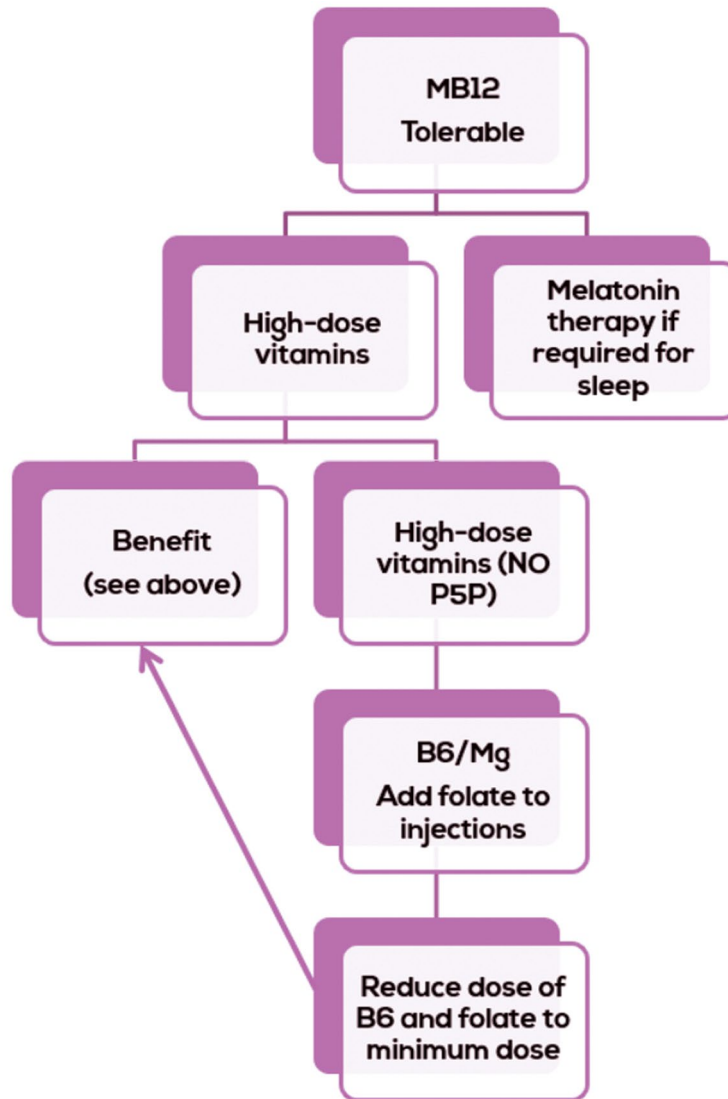 MB12
Tolerable
High-dose
vitamins
Melatonin
therapy if
required for
sleep
Benefit
(see above)
High-dose
vitamins (NO
P5P)
B6/Mg
Add folate to
injections
Reduce dose of
B6 and folate to
minimum dose